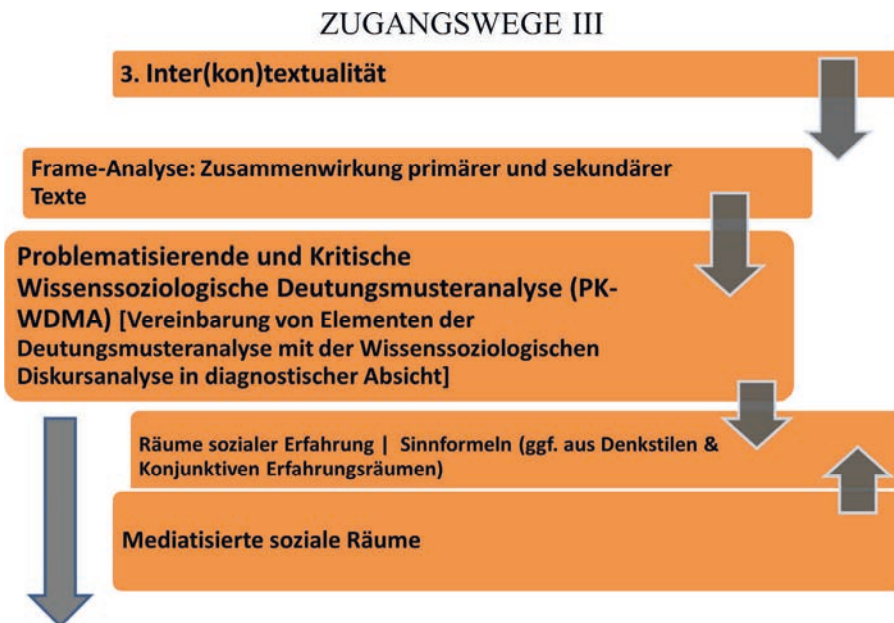 ZUGANGSWEGE III
3. Inter(kon)textualität
Frame-Analyse: Zusammenwirkung primärer und sekundärer
Texte
Problematisierende und Kritische
Wissenssoziologische Deutungsmusteranalyse (PK-
WDMA) [Vereinbarung von Elementen der
Deutungsmusteranalyse mit der Wissenssoziologischen
Diskursanalyse in diagnostischer Absicht]
Räume sozialer Erfahrung | Sinnformeln (ggf. aus Denkstilen &
Konjunktiven Erfahrungsräumen)
Mediatisierte soziale Räume